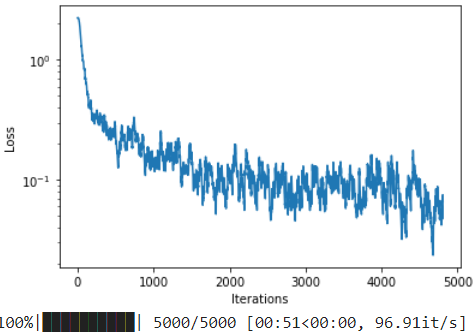 10⁰
10⁻¹
Loss
0 1000 2000 3000 4000 5000
Iterations
100%|██████████| 5000/5000 [00:51<00:00, 96.91it/s]